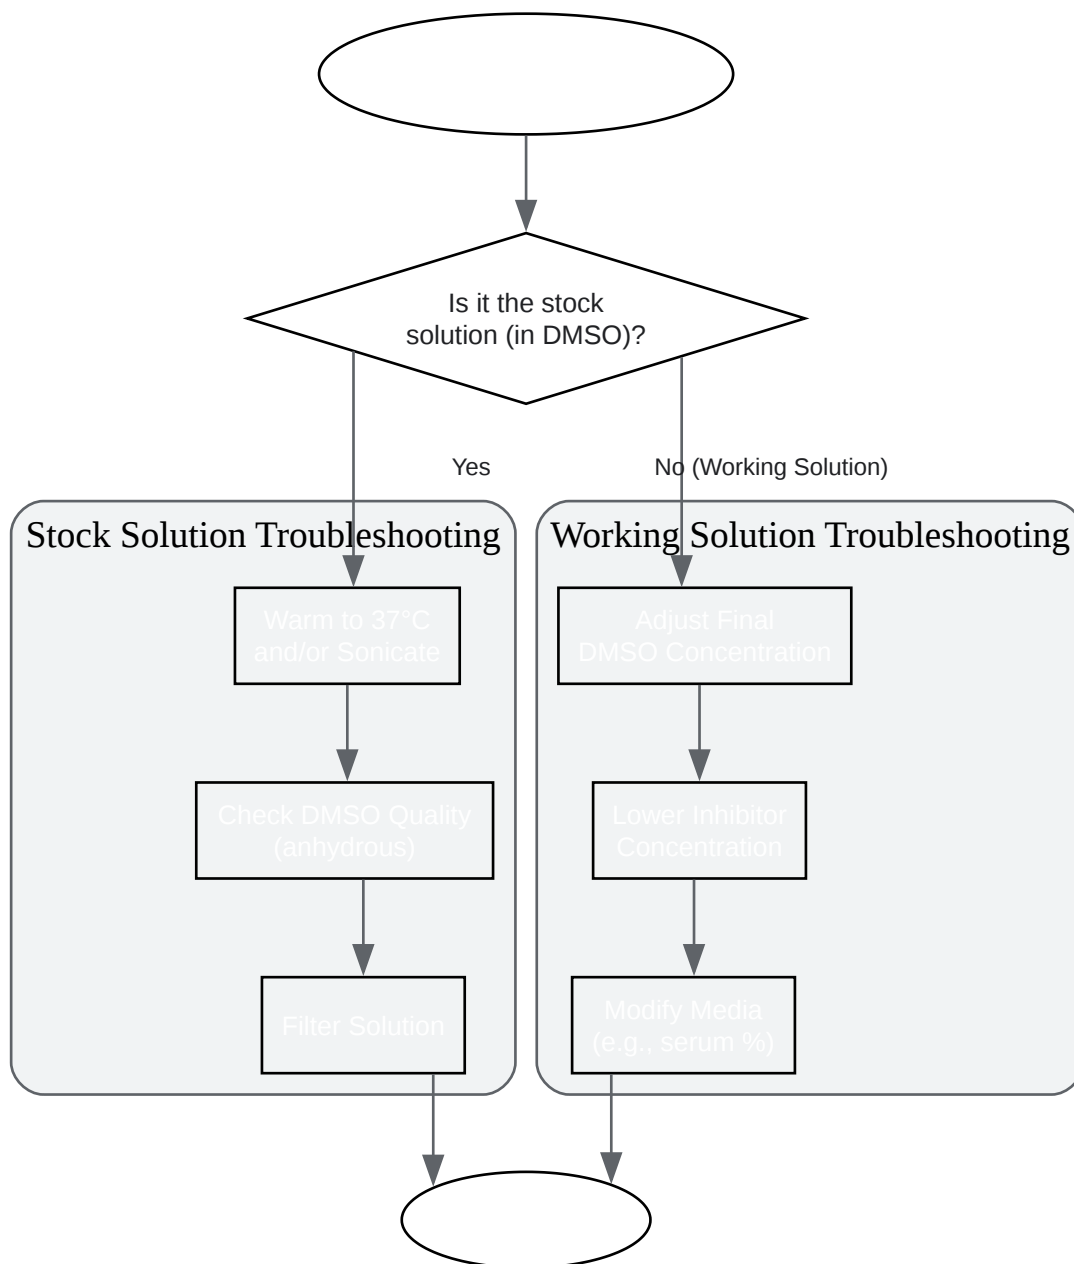 Is it the stock
solution (in DMSO)?
Yes
No (Working Solution)
Stock Solution Troubleshooting
Working Solution Troubleshooting
Warm to 37°C
and/or Sonicate
Adjust Final
DMSO Concentration
Check DMSO Quality
(anhydrous)
Lower Inhibitor
Concentration
Filter Solution
Modify Media
(e.g., serum %)